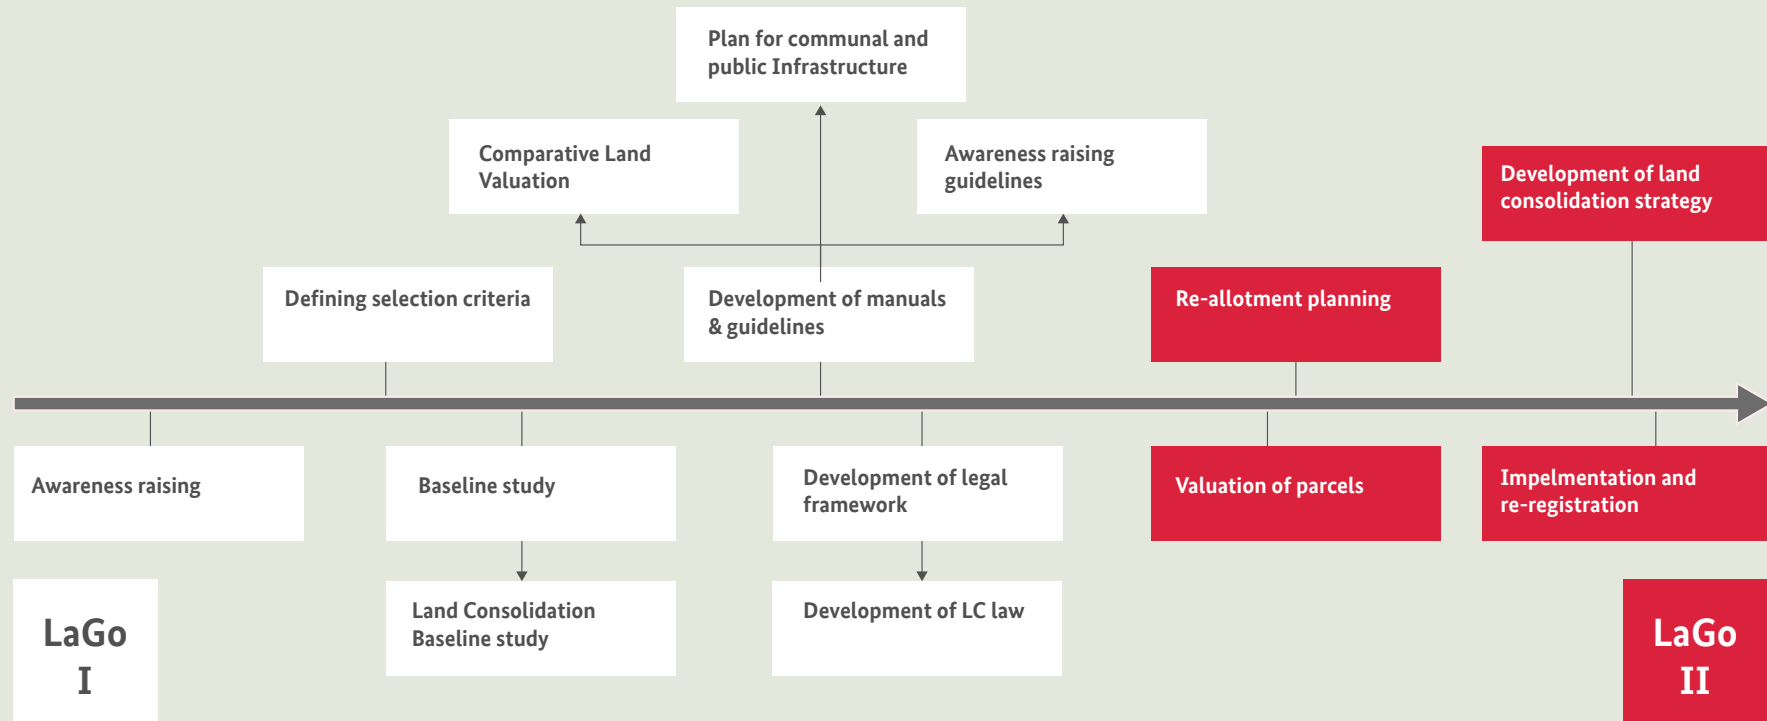 Plan for communal and
public Infrastructure
Comparative Land
Valuation
Awareness raising
guidelines
Development of land
consolidation strategy
Defining selection criteria
Development of manuals
& guidelines
Re-allotment planning
Awareness raising
Baseline study
Development of legal
framework
Valuation of parcels
Impelmentation and
re-registration
Land Consolidation
Baseline study
Development of LC law
LaGo
I
LaGo
II